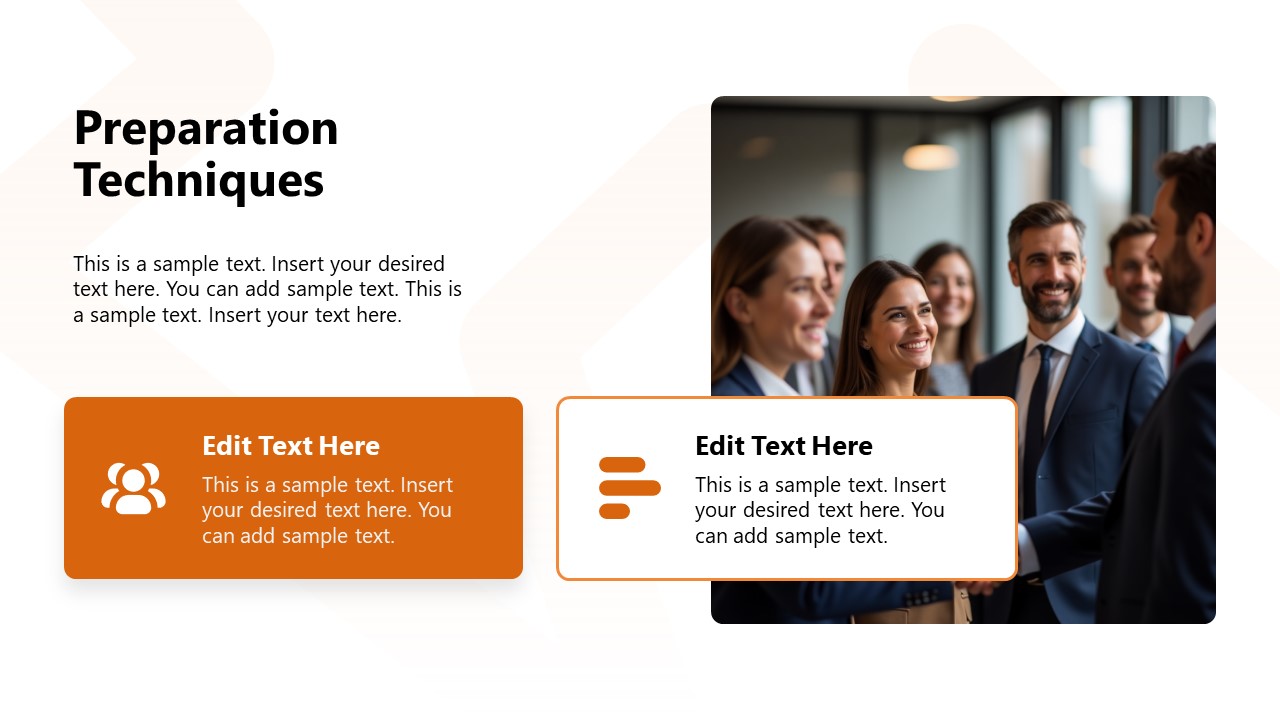 Preparation
Techniques
This is a sample text. Insert your desired
text here. You can add sample text. This is
a sample text. Insert your text here.
Edit Text Here
This is a sample text. Insert
your desired text here. You
can add sample text.
Edit Text Here
This is a sample text. Insert
your desired text here. You
can add sample text.